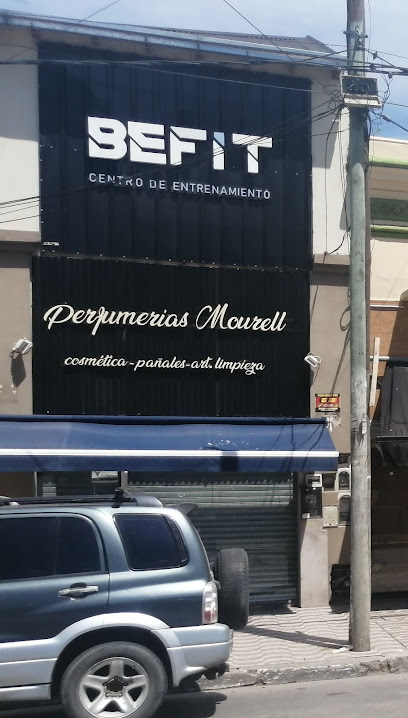 BEFIT
CENTRO DE ENTRENAMIENTO
Perfumerias Mourell
cosmética-pañales-art.limpieza